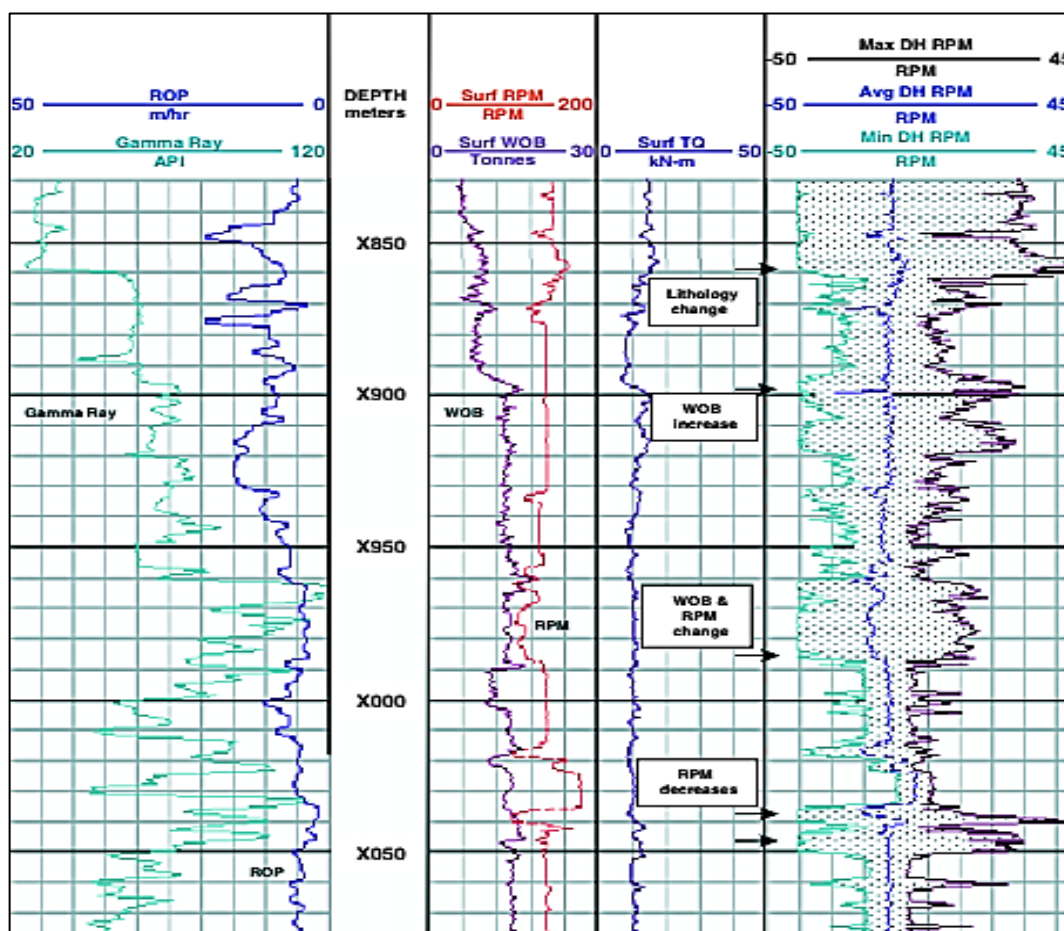 Max DH RPM
-50 45
RPM
ROP
50 0
m/hr
DEPTH
meters
Surf RPM
0 200
RPM
Avg DH RPM
-50 45
RPM
Gamma Ray
20 120
API
Surf WOB
0 30
Tonnes
Surf TQ
0 50
kN-m
Min DH RPM
-50 45
RPM
X850
Lithology
change
X900
Gamma Ray
WOB
WOB
increase
X950
WOB &
RPM
change
RPM
X000
RPM
decreases
X050
ROP